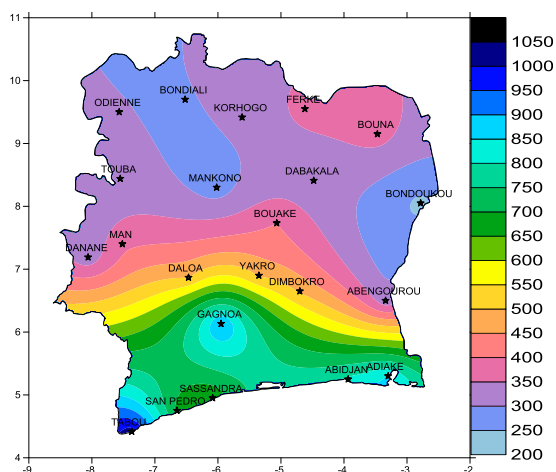 11
10
9
8
7
6
5
4
-9 -8 -7 -6 -5 -4 -3 -2
BONDIALI
ODIENNE
KORHOGO
FERKE
BOUNA
TOUBA
MANKONO
DABAKALA
BONDOUKOU
BOUAKE
MAN
DANANE
DALOA
YAKRO
DIMBOKRO
ABENGOUROU
GAGNOA
ABIDJAN
ADIAKE
SASSANDRA
SAN PEDRO
TABOU
1050
1000
950
900
850
800
750
700
650
600
550
500
450
400
350
300
250
200